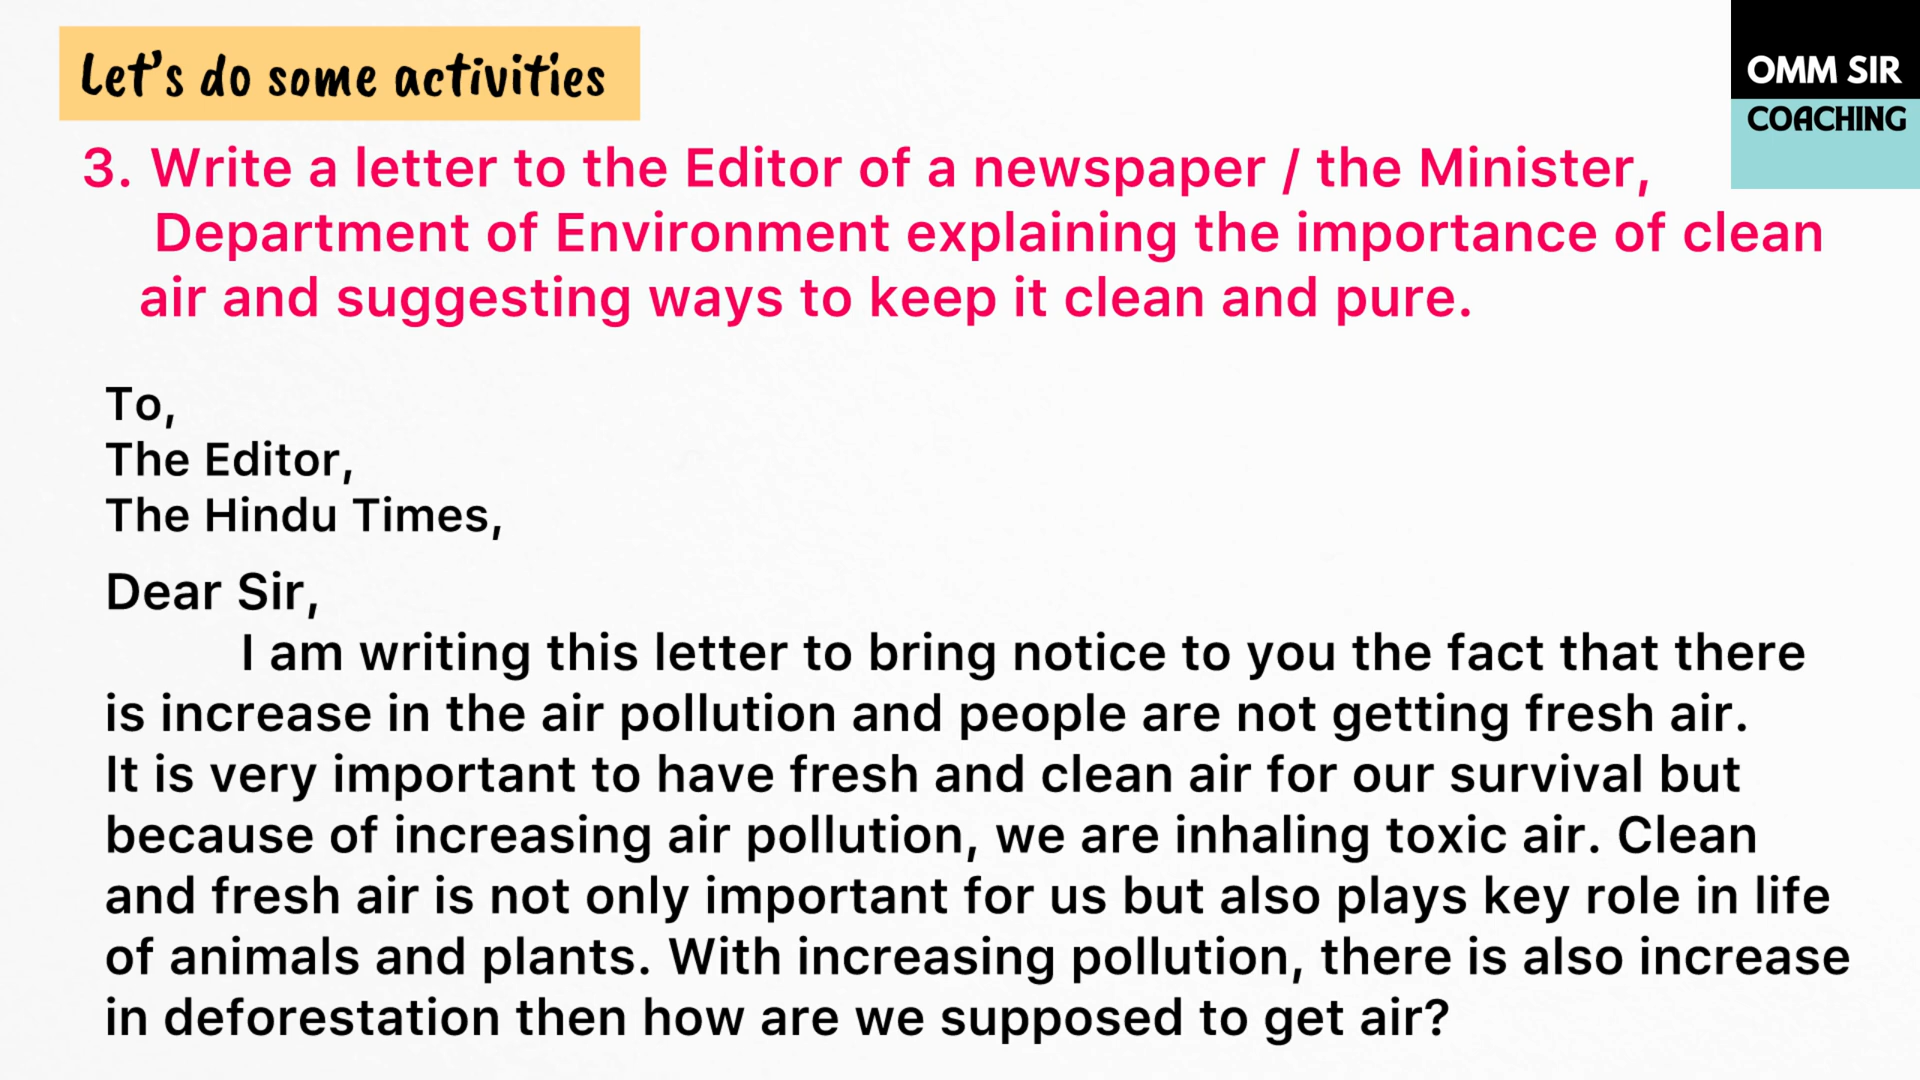 Let's do some activities
OMM SIR
COACHING
3. Write a letter to the Editor of a newspaper / the Minister,
Department of Environment explaining the importance of clean
air and suggesting ways to keep it clean and pure.
To,
The Editor,
The Hindu Times,
Dear Sir,
I am writing this letter to bring notice to you the fact that there
is increase in the air pollution and people are not getting fresh air.
It is very important to have fresh and clean air for our survival but
because of increasing air pollution, we are inhaling toxic air. Clean
and fresh air is not only important for us but also plays key role in life
of animals and plants. With increasing pollution, there is also increase
in deforestation then how are we supposed to get air?